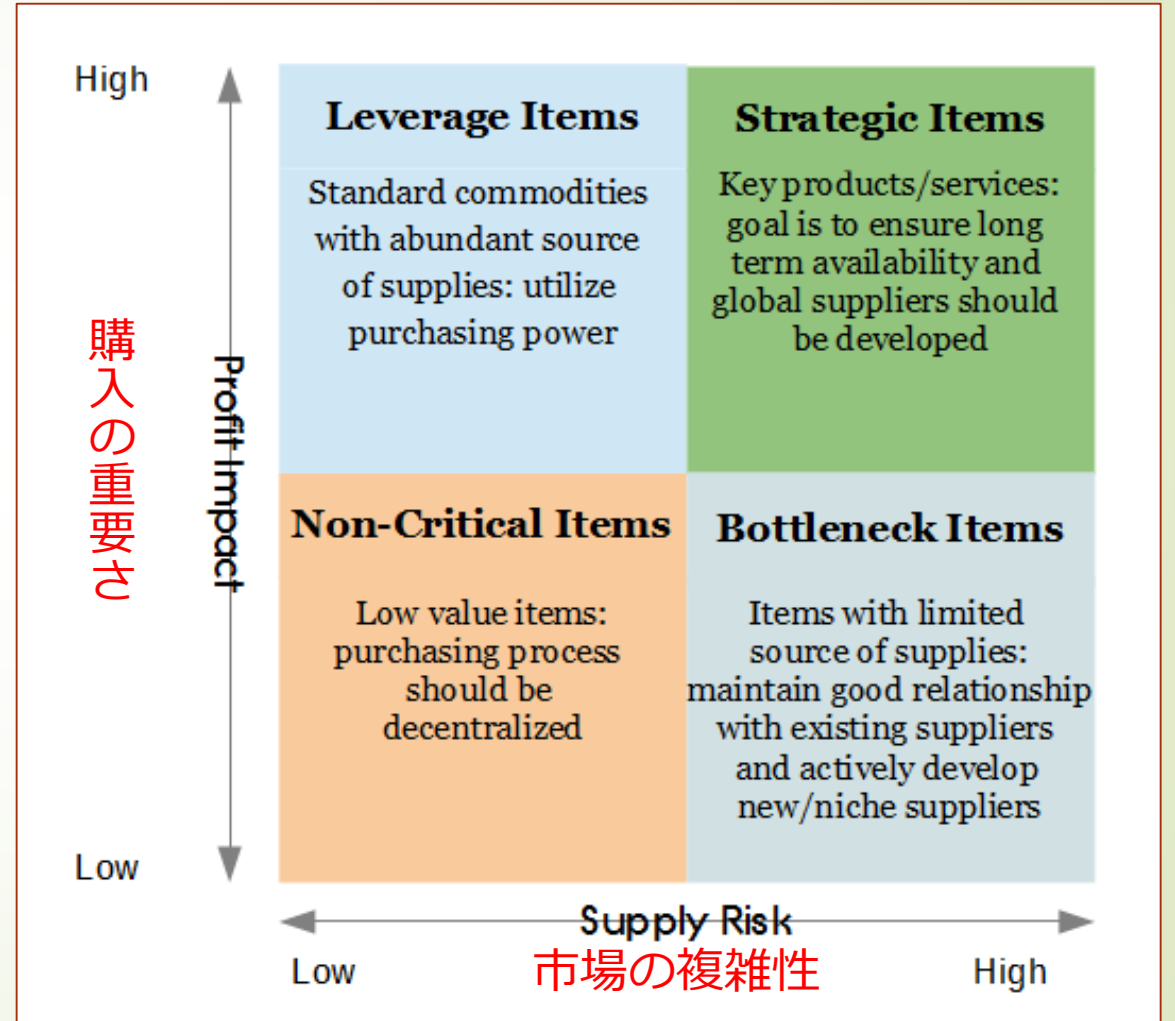 High
Leverage Items
Standard commodities
with abundant source
of supplies: utilize
purchasing power
Strategic Items
Key products/services:
goal is to ensure long
term availability and
global suppliers should
be developed
購入の重要さ
Profit Impact
Non-Critical Items
Low value items:
purchasing process
should be
decentralized
Bottleneck Items
Items with limited
source of supplies:
maintain good relationship
with existing suppliers
and actively develop
new/niche suppliers
Low
Supply Risk
Low
市場の複雑性
High